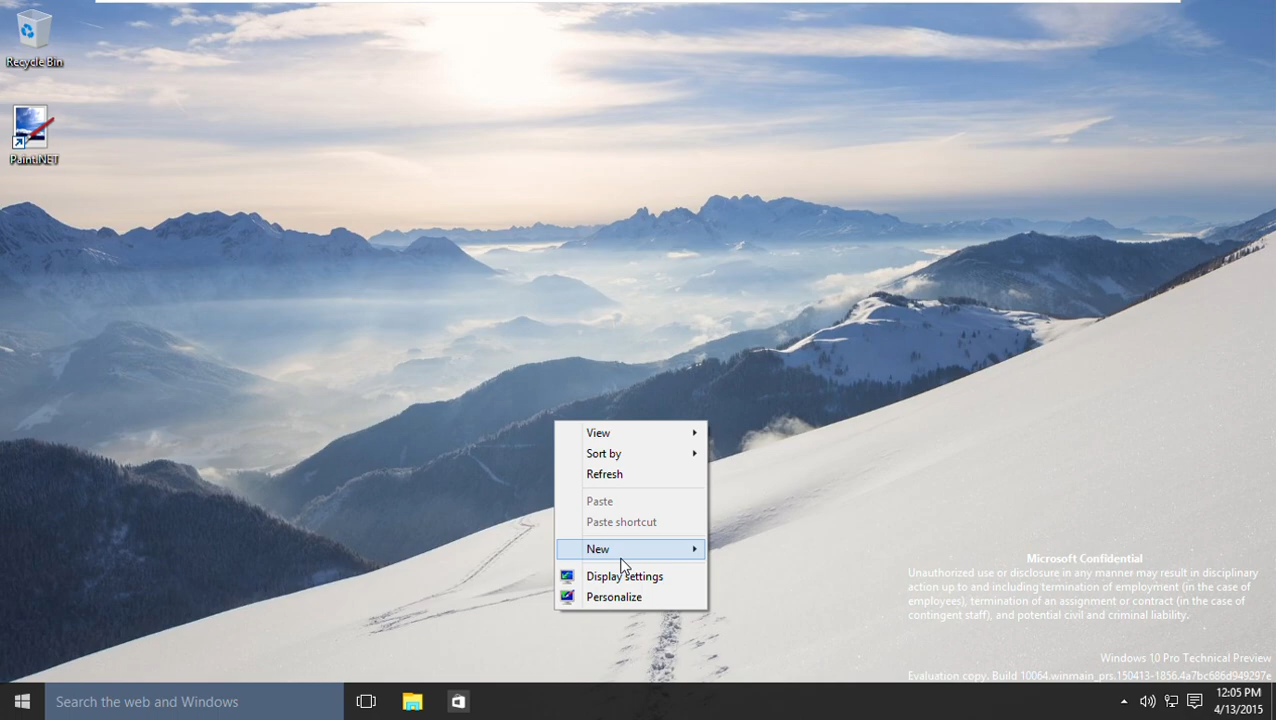 Recycle Bin
Paint.NET
View
Sort by
Refresh
Paste
Paste shortcut
New
Display settings
Personalize
Microsoft Confidential
Unauthorized use or disclosure in any manner may result in disciplinary
action up to and including termination of employment (in the case of
employees), termination of an assignment or contract (in the case of
contingent staff), and potential civil and criminal liability.
Windows 10 Pro Technical Preview
Evaluation copy. Build 10064.winmain_prs.150413-1856.4a7bc686d949297e
Search the web and Windows
12:05 PM
4/13/2015